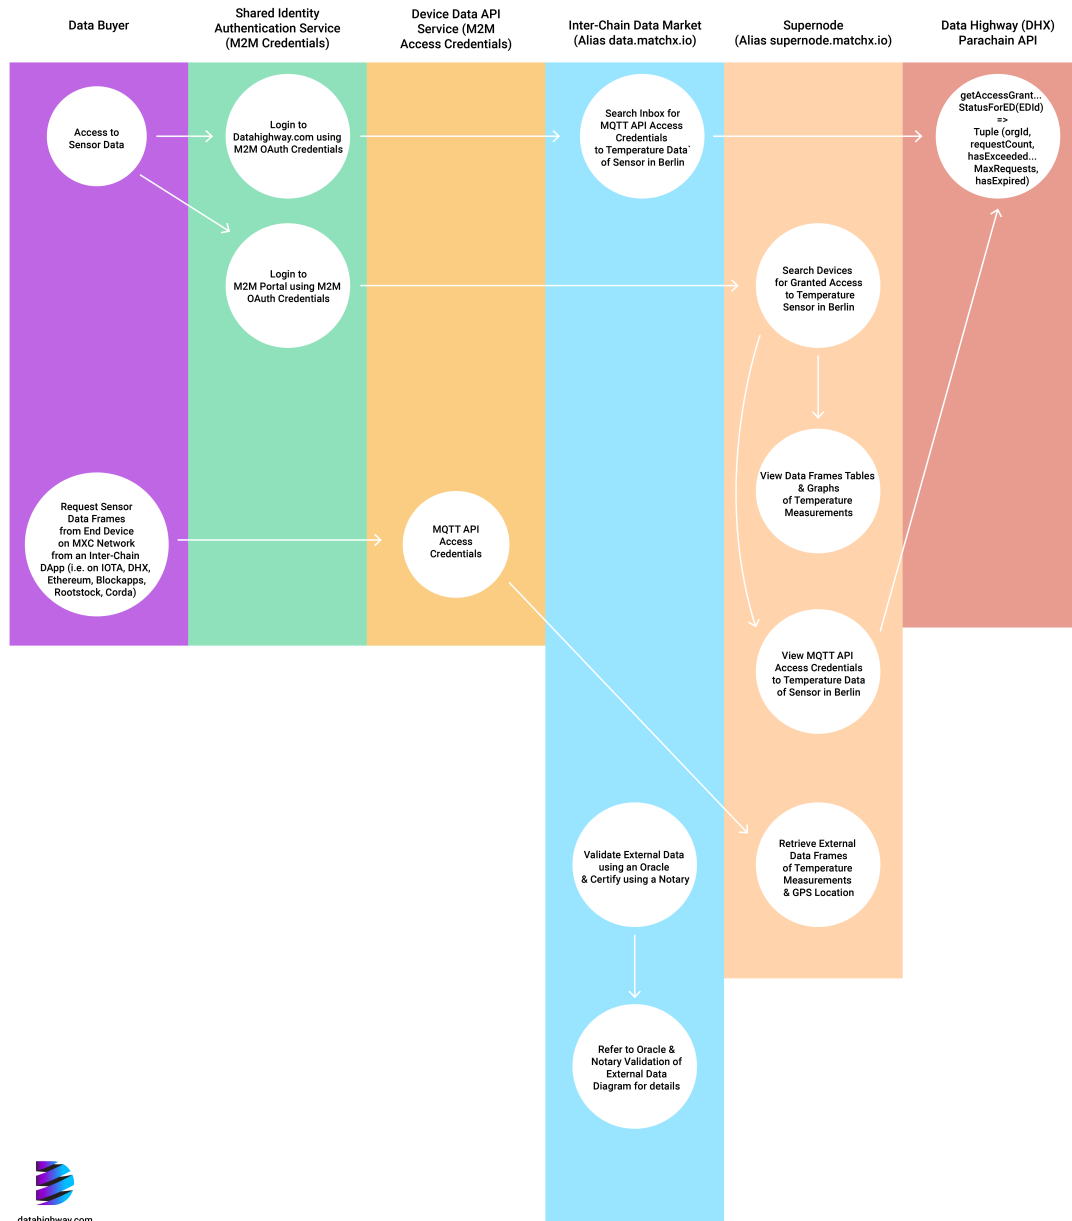 Data Buyer
Shared Identity
Authentication Service
(M2M Credentials)
Device Data API
Service (M2M
Access Credentials)
Inter-Chain Data Market
(Alias data.matchx.io)
Supernode
(Alias supernode.matchx.io)
Data Highway (DHX)
Parachain API
Access to
Sensor Data
Login to
Datahighway.com using
M2M OAuth Credentials
Search Inbox for
MQTT API Access
Credentials
to Temperature Data`
of Sensor in Berlin
getAccessGrant...
StatusForED(EDId)
=>
Tuple (orgId,
requestCount,
hasExceeded...
MaxRequests,
hasExpired)
Login to
M2M Portal using M2M
OAuth Credentials
Search Devices
for Granted Access
to Temperature
Sensor in Berlin
View Data Frames Tables
& Graphs
of Temperature
Measurements
Request Sensor
Data Frames
from End Device
on MXC Network
from an Inter-Chain
DApp (i.e. on IOTA, DHX,
Ethereum, Blockapps,
Rootstock, Corda)
MQTT API
Access
Credentials
View MQTT API
Access Credentials
to Temperature Data
of Sensor in Berlin
Validate External Data
using an Oracle
& Certify using a Notary
Retrieve External
Data Frames
of Temperature
Measurements
& GPS Location
Refer to Oracle &
Notary Validation of
External Data
Diagram for details
datahighway.com